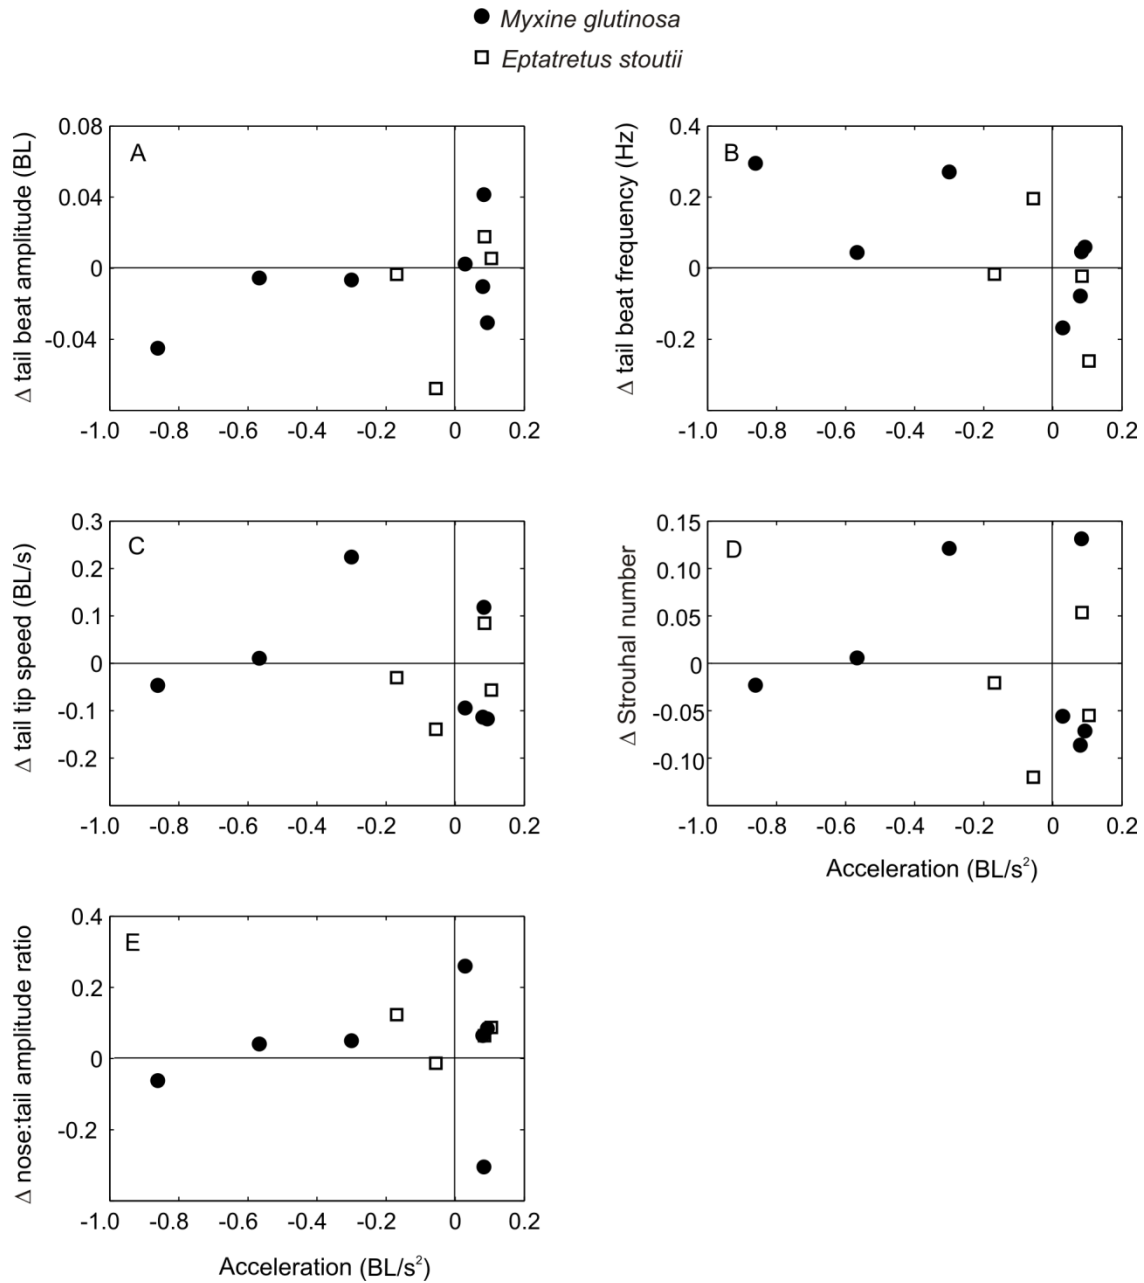 Myxine glutinosa
Eptatretus stoutii
A
Δ tail beat amplitude (BL)
0.08
0.04
0
-0.04
-1.0 -0.8 -0.6 -0.4 -0.2 0 0.2
B
Δ tail beat frequency (Hz)
0.4
0.2
0
-0.2
-1.0 -0.8 -0.6 -0.4 -0.2 0 0.2
C
Δ tail tip speed (BL/s)
0.3
0.2
0.1
0
-0.1
-0.2
-1.0 -0.8 -0.6 -0.4 -0.2 0 0.2
D
Δ Strouhal number
0.15
0.10
0.05
0
-0.05
-0.10
-1.0 -0.8 -0.6 -0.4 -0.2 0 0.2
Acceleration (BL/s²)
E
Δ nose:tail amplitude ratio
0.4
0.2
0
-0.2
-1.0 -0.8 -0.6 -0.4 -0.2 0 0.2
Acceleration (BL/s²)